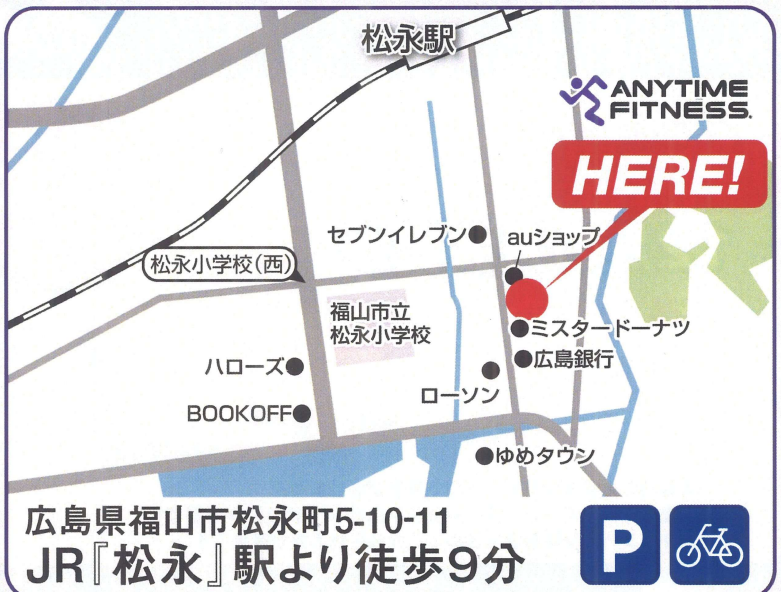 松永駅
ANYTIME
FITNESS.
HERE!
セブンイレブン
auショップ
松永小学校(西)
福山市立
松永小学校
ミスタードーナツ
広島銀行
ハローズ
ローソン
BOOKOFF
ゆめタウン
広島県福山市松永町5-10-11
JR『松永』駅より徒歩9分
P